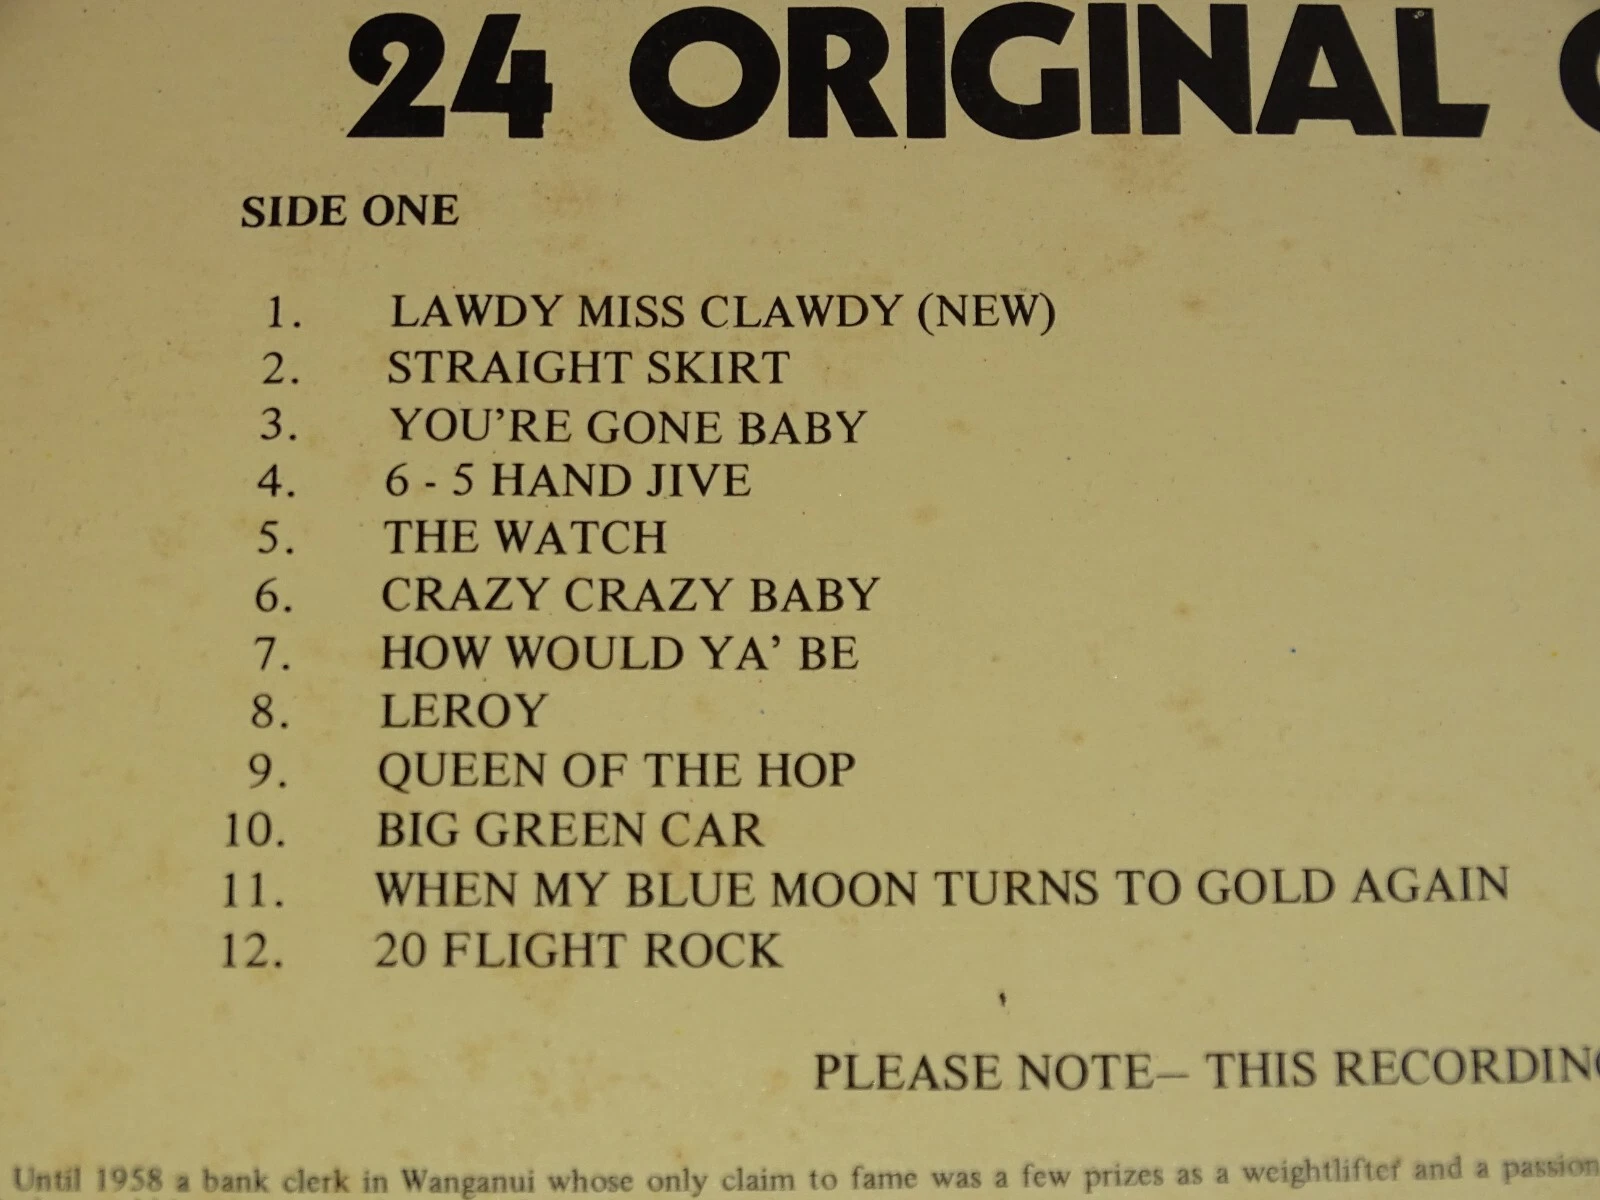 24 ORIGINAL
SIDE ONE
1. LAWDY MISS CLAWDY (NEW)
2. STRAIGHT SKIRT
3. YOU'RE GONE BABY
4. 6 - 5 HAND JIVE
5. THE WATCH
6. CRAZY CRAZY BABY
7. HOW WOULD YA' BE
8. LEROY
9. QUEEN OF THE HOP
10. BIG GREEN CAR
11. WHEN MY BLUE MOON TURNS TO GOLD AGAIN
12. 20 FLIGHT ROCK
PLEASE NOTE— THIS RECORDING
Until 1958 a bank clerk in Wanganui whose only claim to fame was a few prizes as a weightlifter and a passion